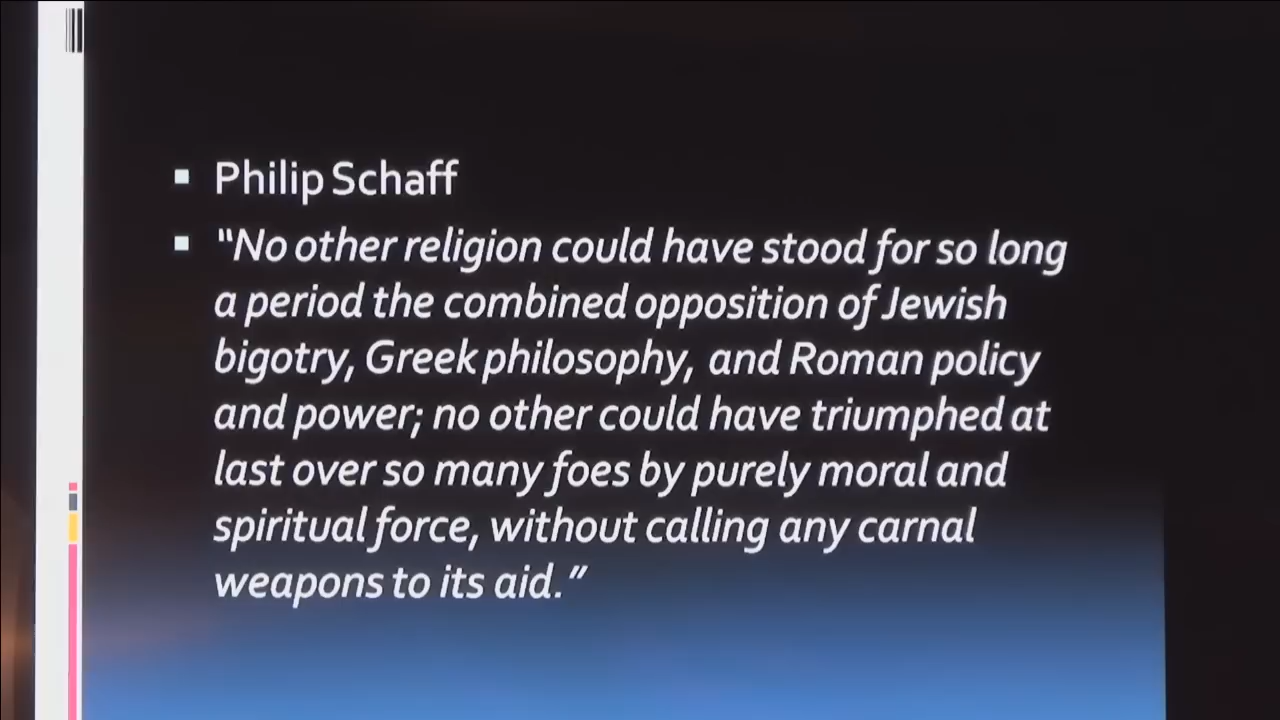 Philip Schaff
"No other religion could have stood for so long
a period the combined opposition of Jewish
bigotry, Greek philosophy, and Roman policy
and power; no other could have triumphed at
last over so many foes by purely moral and
spiritual force, without calling any carnal
weapons to its aid."